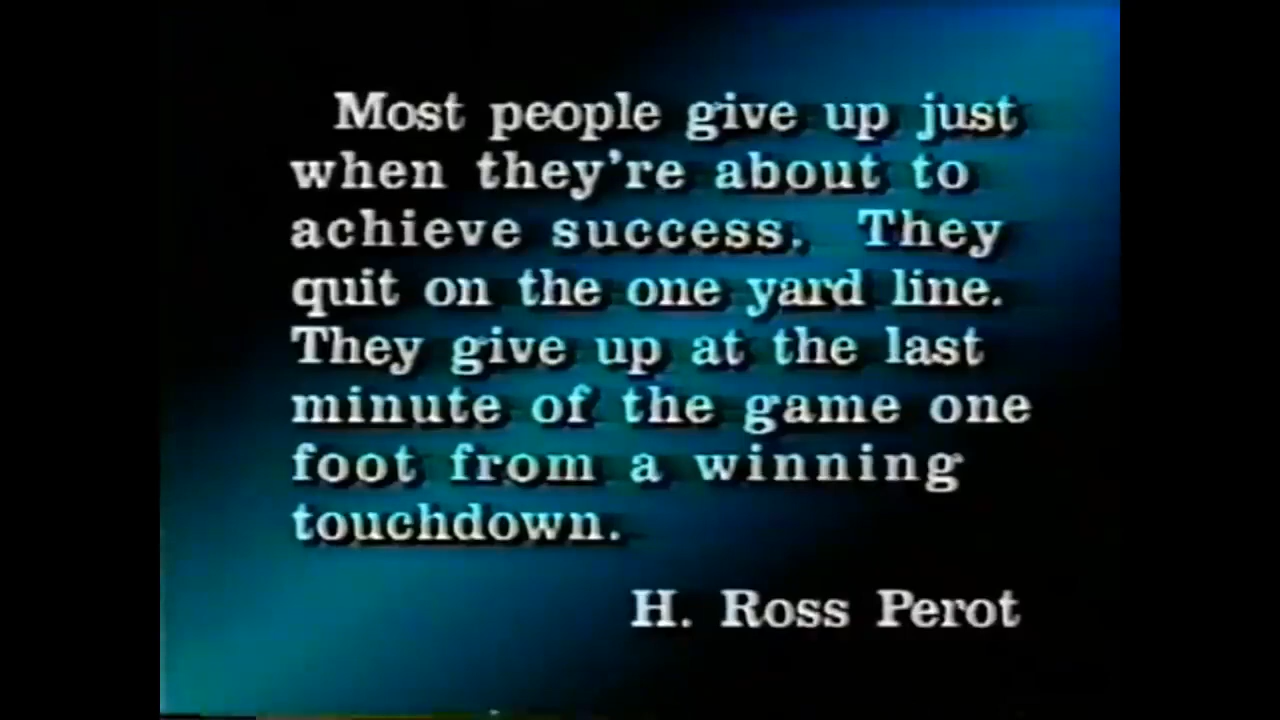 Most people give up just
when they're about to
achieve success. They
quit on the one yard line.
They give up at the last
minute of the game one
foot from a winning
touchdown.
H. Ross Perot